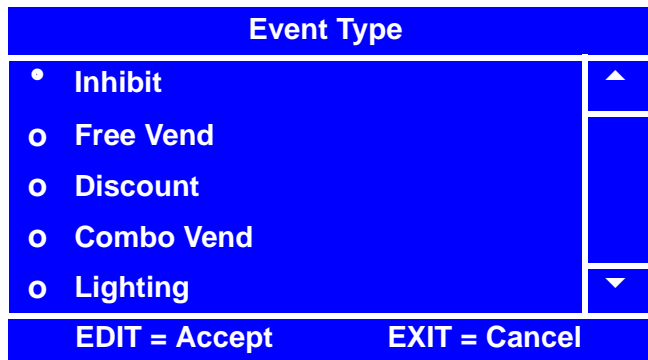 Event Type
Inhibit
Free Vend
Discount
Combo Vend
Lighting
EDIT = Accept EXIT = Cancel